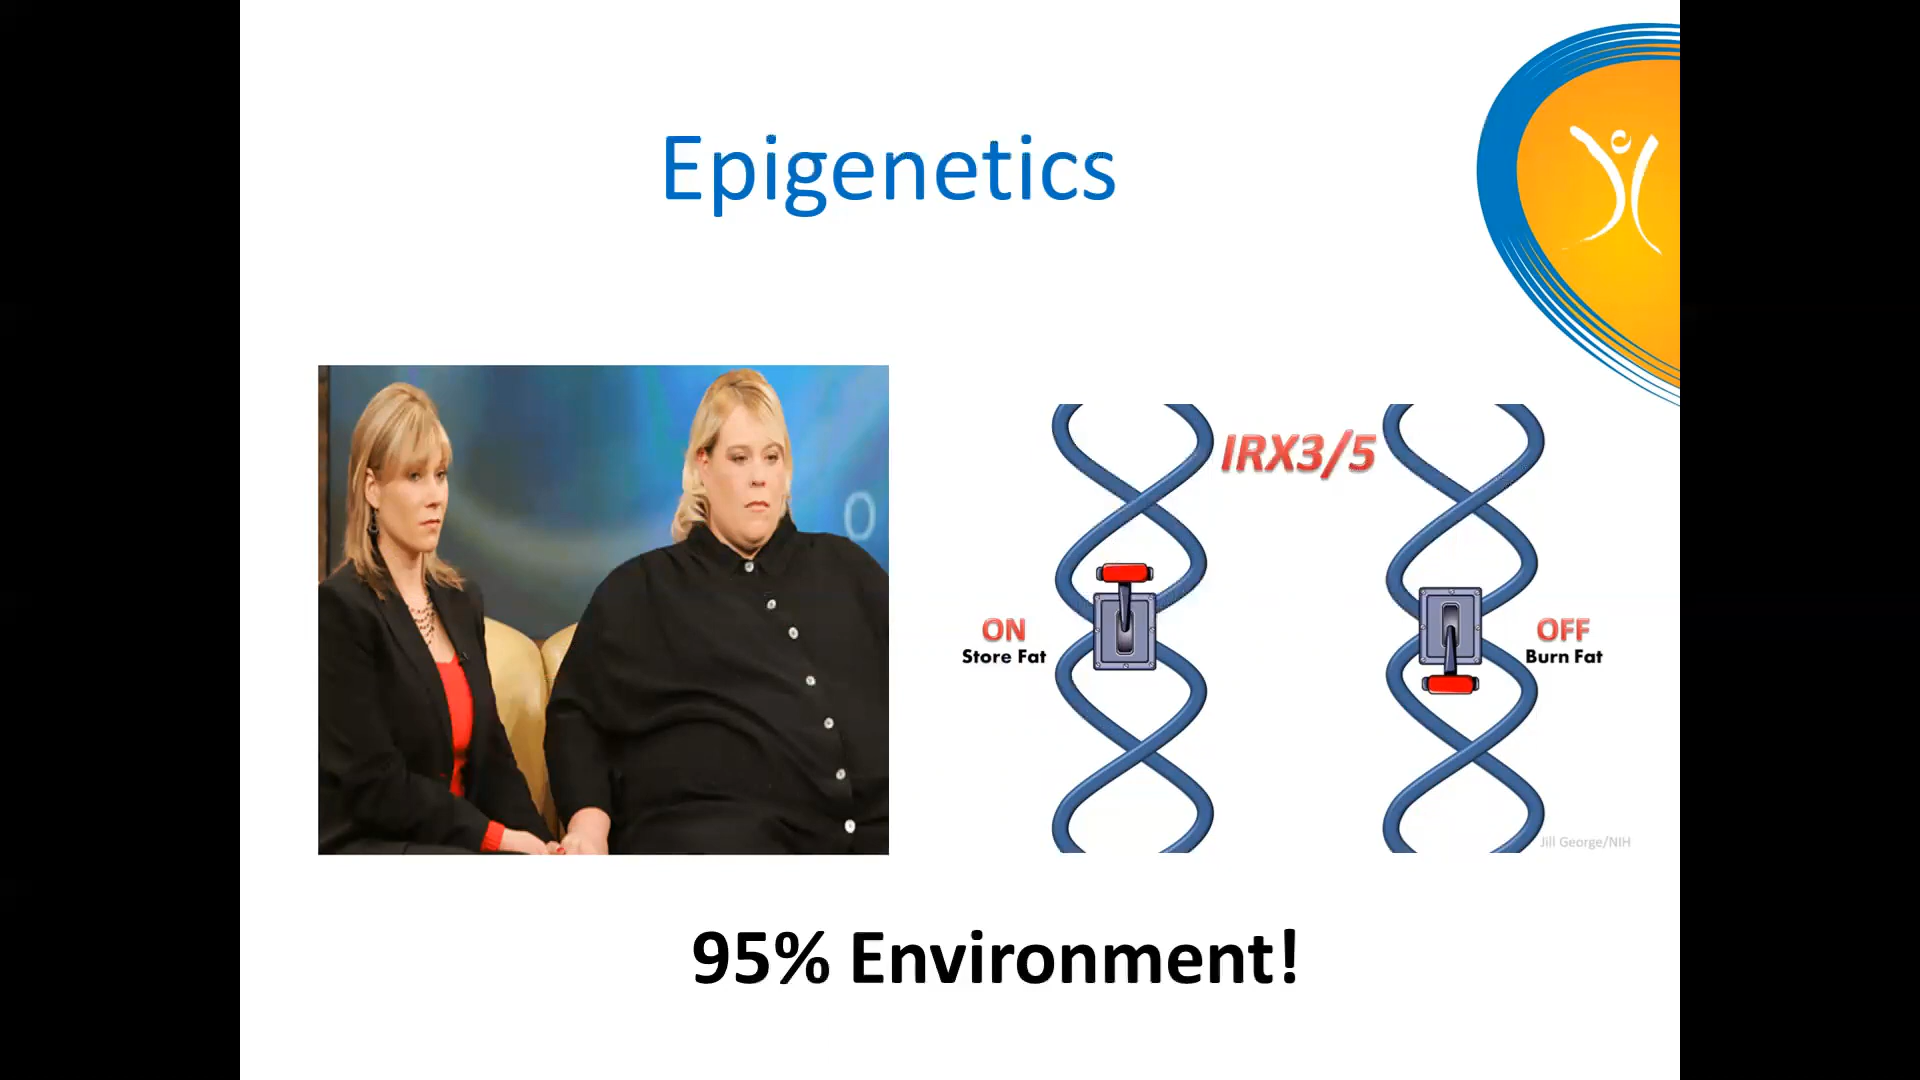 Epigenetics
IRX3/5
ON
Store Fat
OFF
Burn Fat
Jill George/NIH
95% Environment!